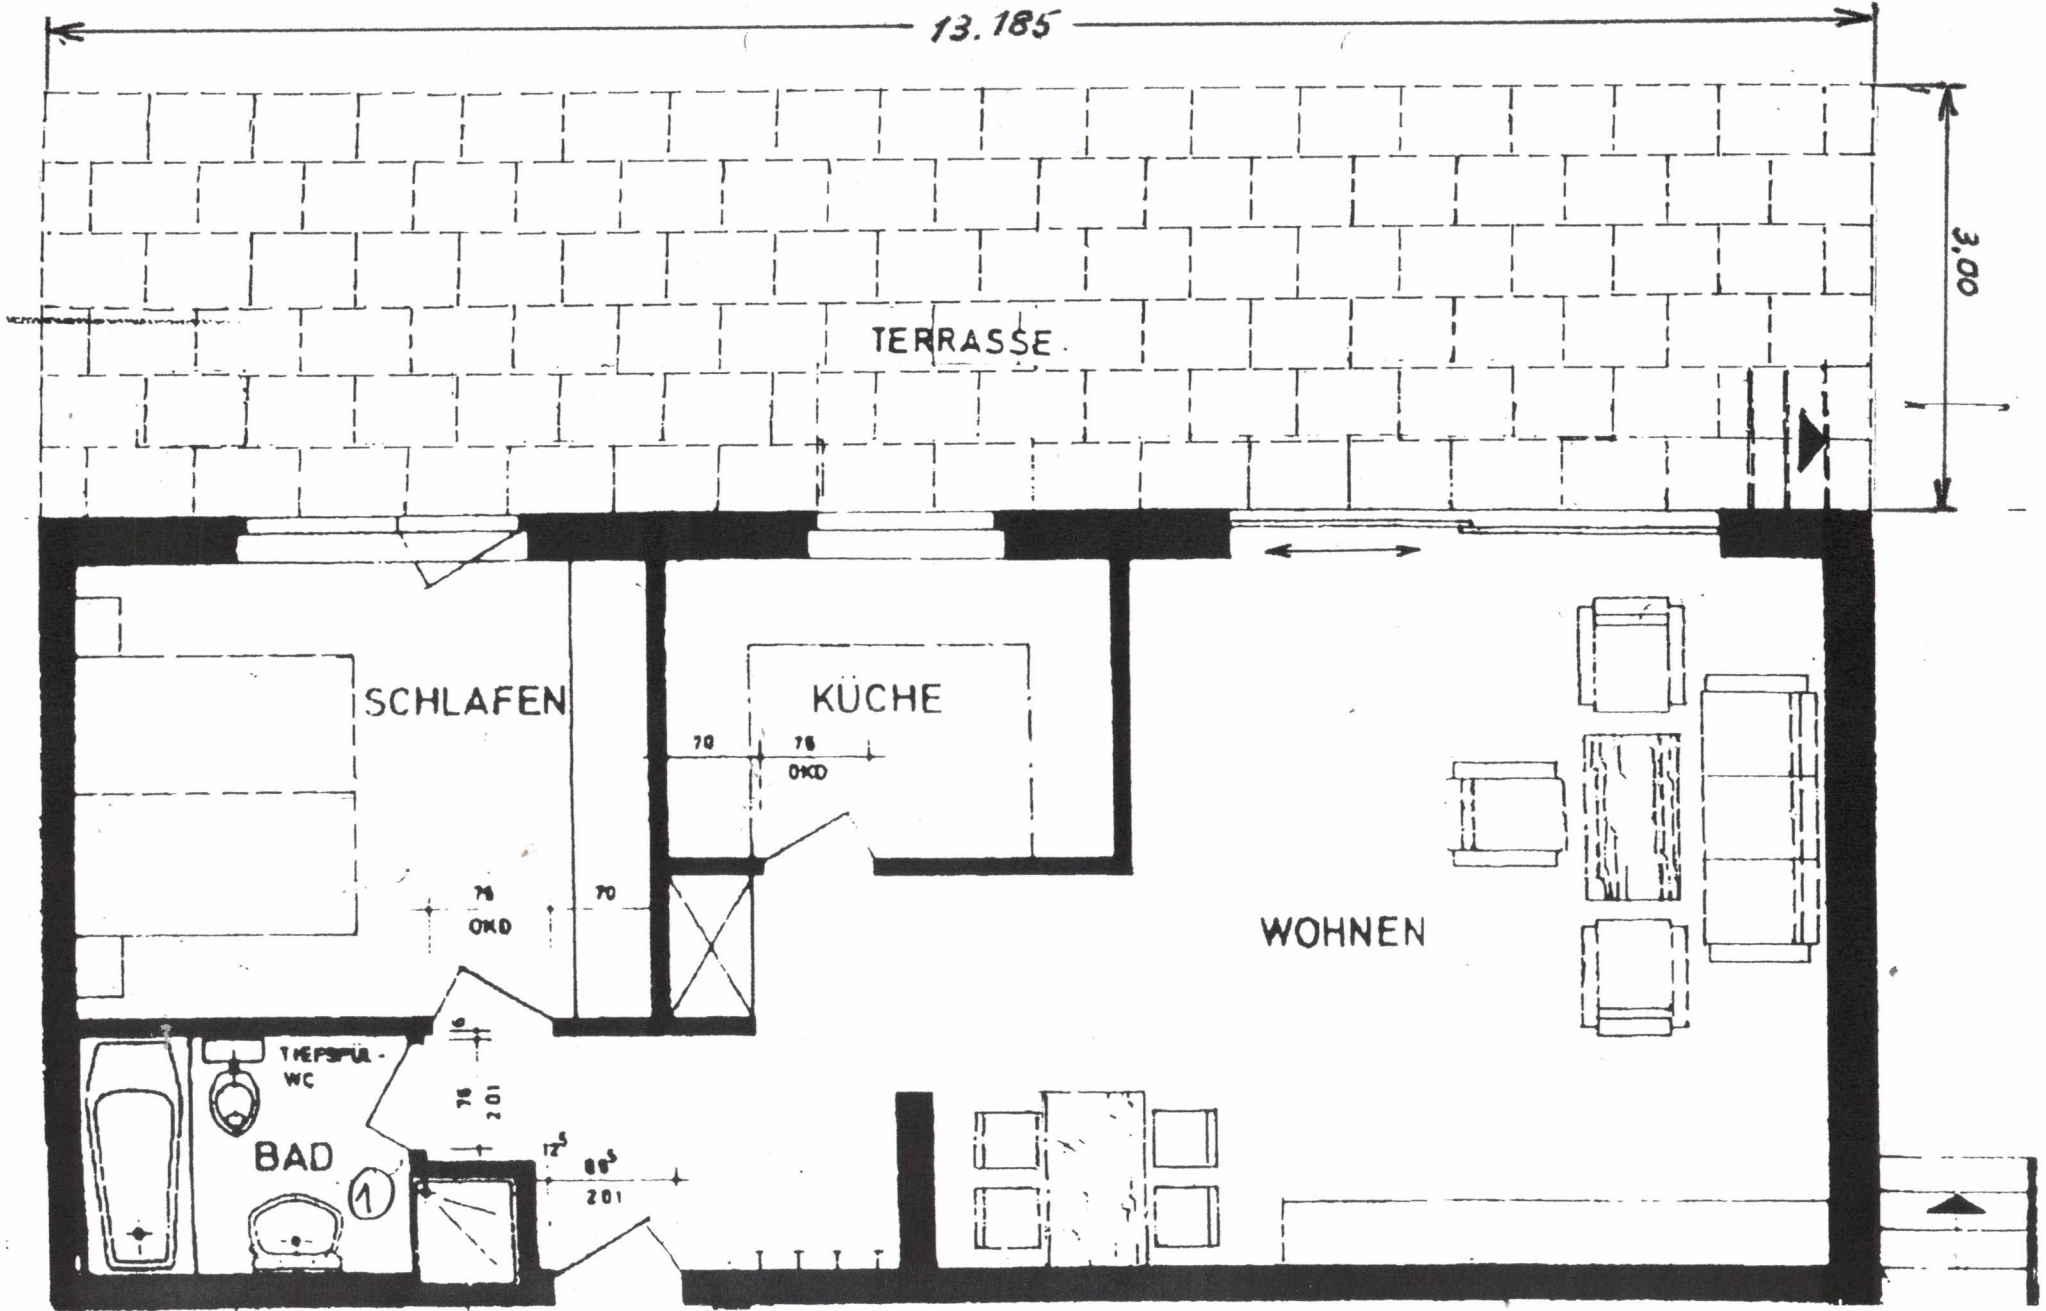 13.185
3,00
TERRASSE
SCHLAFEN
KÜCHE
70 76
OKD
76 70
OKD
WOHNEN
6
TIEFSPÜL-
WC
76
201
BAD
12⁵
88⁵
201
1